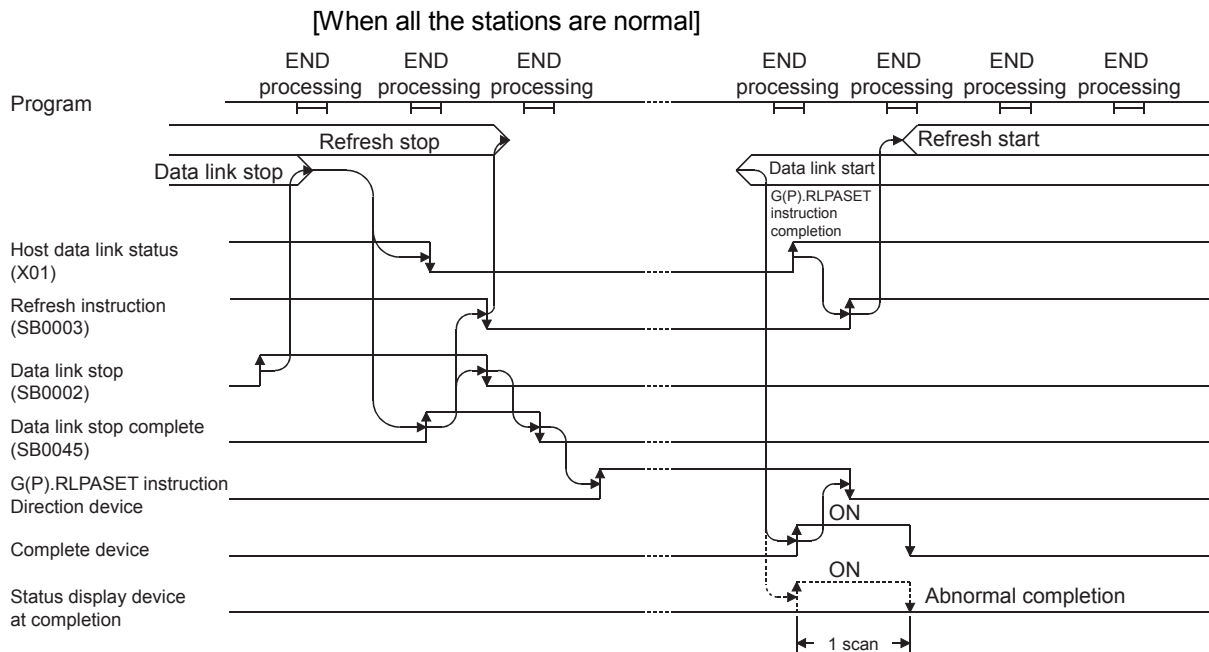 [When all the stations are normal]
END processing
END processing
END processing
END processing
END processing
END processing
END processing
Program
Refresh stop
Refresh start
Data link stop
Data link start
G(P).RLPASET
instruction
completion
Host data link status
(X01)
Refresh instruction
(SB0003)
Data link stop
(SB0002)
Data link stop complete
(SB0045)
G(P).RLPASET instruction
Direction device
ON
Complete device
ON
Status display device
at completion
Abnormal completion
1 scan